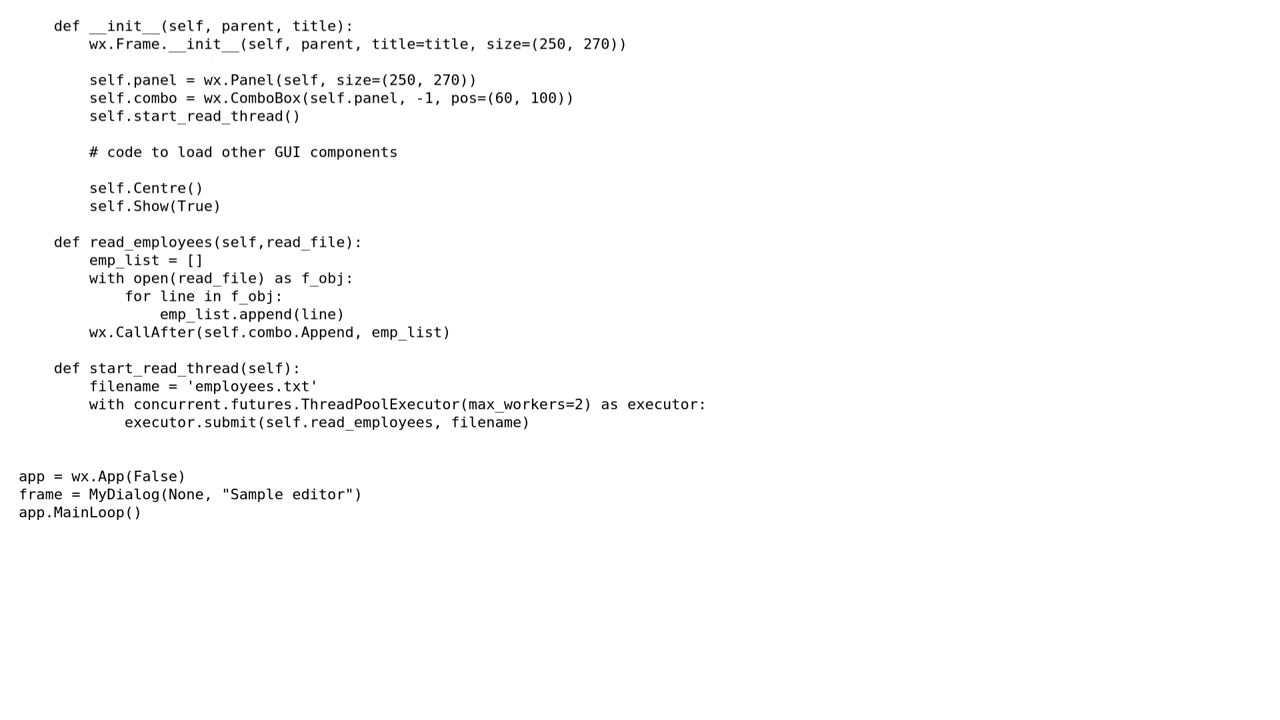 def __init__(self, parent, title):
        wx.Frame.__init__(self, parent, title=title, size=(250, 270))

        self.panel = wx.Panel(self, size=(250, 270))
        self.combo = wx.ComboBox(self.panel, -1, pos=(60, 100))
        self.start_read_thread()

        # code to load other GUI components

        self.Centre()
        self.Show(True)

    def read_employees(self,read_file):
        emp_list = []
        with open(read_file) as f_obj:
            for line in f_obj:
                emp_list.append(line)
        wx.CallAfter(self.combo.Append, emp_list)

    def start_read_thread(self):
        filename = 'employees.txt'
        with concurrent.futures.ThreadPoolExecutor(max_workers=2) as executor:
            executor.submit(self.read_employees, filename)


app = wx.App(False)
frame = MyDialog(None, "Sample editor")
app.MainLoop()